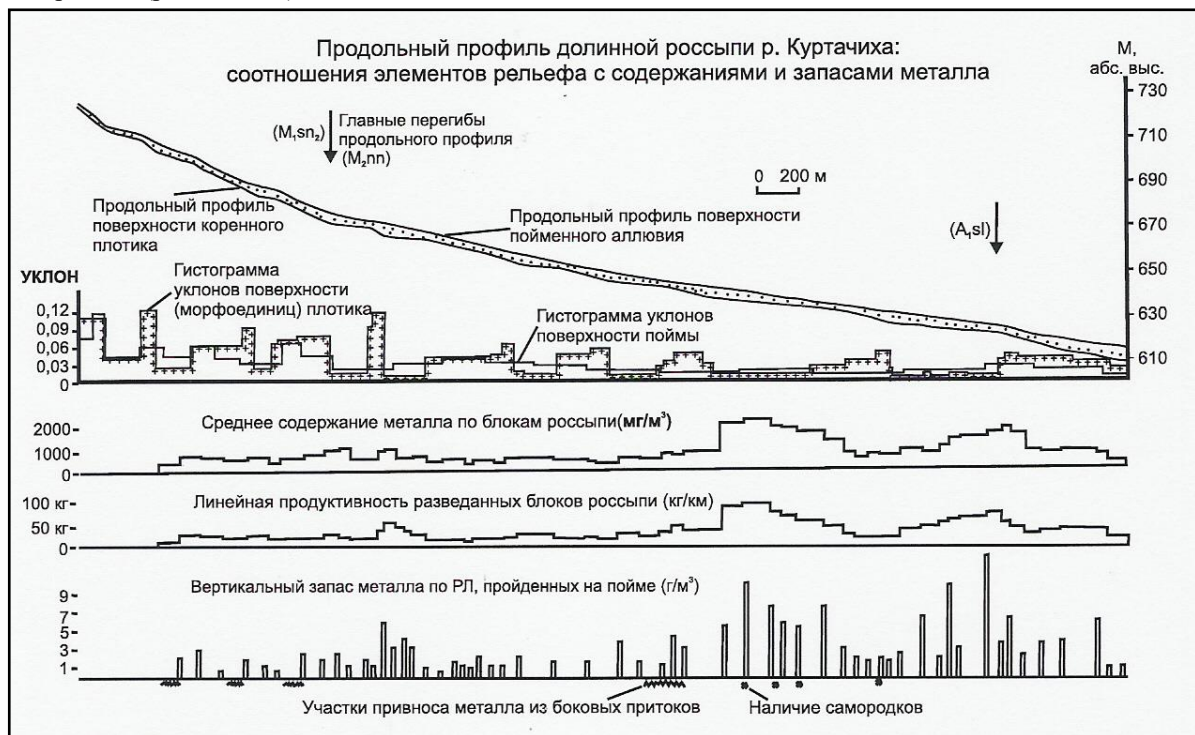 Продольный профиль долинной россыпи р. Куртачиха:
соотношения элементов рельефа с содержаниями и запасами металла
М,
абс. выс.
730
710
690
670
650
630
610
(M₁sn₂)
Главные перегибы
продольного профиля
(M₂nn)
0 200 м
(A₁sl)
Продольный профиль
поверхности коренного
плотика
Продольный профиль поверхности
пойменного аллювия
УКЛОН
0,12
0,09
0,06
0,03
0
Гистограмма
уклонов поверхности
(морфоединиц) плотика
Гистограмма уклонов
поверхности поймы
Среднее содержание металла по блокам россыпи(мг/м³)
2000
1000
0
Линейная продуктивность разведанных блоков россыпи (кг/км)
100 кг
50 кг
0
Вертикальный запас металла по РЛ, пройденных на пойме (г/м³)
9
7
5
3
1
Участки привноса металла из боковых притоков
Наличие самородков